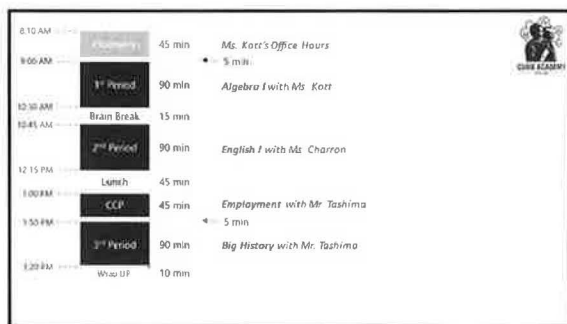 8:10 AM
45 min Ms. Kott's Office Hours
9:00 AM 5 min
1st Period 90 min Algebra I with Ms Kott
10:30 AM
Brain Break 15 min
10:45 AM
2nd Period 90 min English I with Ms Charron
12:15 PM
Lunch 45 min
1:00 PM
CCP 45 min Employment with Mr Tashima
1:50 PM 5 min
3rd Period 90 min Big History with Mr. Tashima
3:20 PM
Wrap UP 10 min
ACADEMY